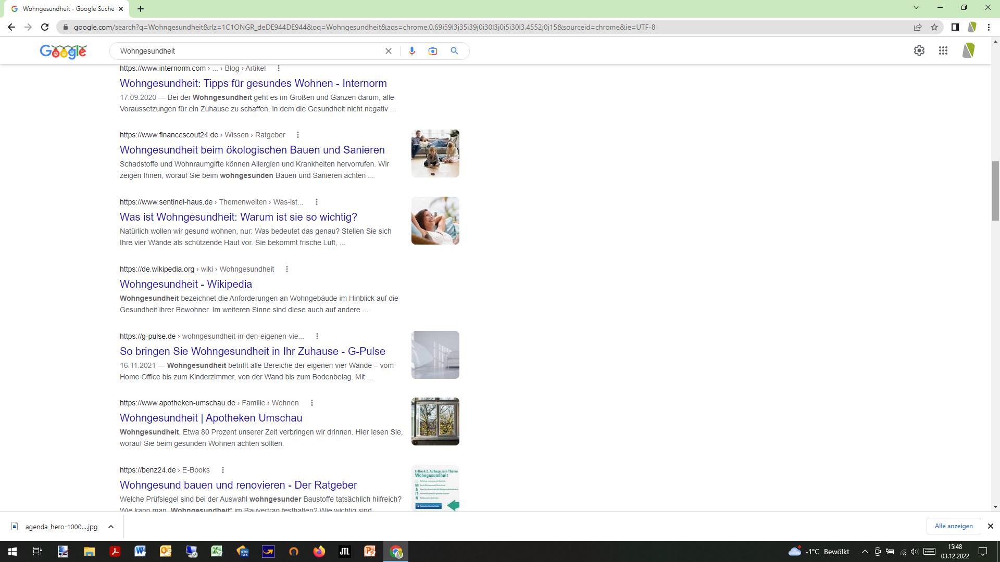 Wohngesundheit - Google Suche
google.com/search?q=Wohngesundheit&rlz=1C1ONGR_deDE944DE944&oq=Wohngesundheit&aqs=chrome.0.69i59l3j35i39j0i30l3j0i5i30l3.4552j0j15&sourceid=chrome&ie=UTF-8
Google
Wohngesundheit
https://www.internorm.com › ... › Blog › Artikel
Wohngesundheit: Tipps für gesundes Wohnen - Internorm
17.09.2020 — Bei der Wohngesundheit geht es im Großen und Ganzen darum, alle
Voraussetzungen für ein Zuhause zu schaffen, in dem die Gesundheit nicht negativ ...
https://www.financescout24.de › Wissen › Ratgeber
Wohngesundheit beim ökologischen Bauen und Sanieren
Schadstoffe und Wohnraumgifte können Allergien und Krankheiten hervorrufen. Wir
zeigen Ihnen, worauf Sie beim wohngesunden Bauen und Sanieren achten ...
https://www.sentinel-haus.de › Themenwelten › Was-ist...
Was ist Wohngesundheit: Warum ist sie so wichtig?
Natürlich wollen wir gesund wohnen, nur: Was bedeutet das genau? Stellen Sie sich
Ihre vier Wände als schützende Haut vor. Sie bekommt frische Luft, ...
https://de.wikipedia.org › wiki › Wohngesundheit
Wohngesundheit - Wikipedia
Wohngesundheit bezeichnet die Anforderungen an Wohngebäude im Hinblick auf die
Gesundheit ihrer Bewohner. Im weiteren Sinne sind diese auch auf andere ...
https://g-pulse.de › wohngesundheit-in-den-eigenen-vie...
So bringen Sie Wohngesundheit in Ihr Zuhause - G-Pulse
16.11.2021 — Wohngesundheit betrifft alle Bereiche der eigenen vier Wände – vom
Home Office bis zum Kinderzimmer, von der Wand bis zum Bodenbelag. Mit ...
https://www.apotheken-umschau.de › Familie › Wohnen
Wohngesundheit | Apotheken Umschau
Wohngesundheit. Etwa 80 Prozent unserer Zeit verbringen wir drinnen. Hier lesen Sie,
worauf Sie beim gesunden Wohnen achten sollten.
https://benz24.de › E-Books
Wohngesund bauen und renovieren - Der Ratgeber
Welche Prüfsiegel sind bei der Auswahl wohngesunder Baustoffe tatsächlich hilfreich?
Wie kann man „Wohngesundheit“ im Bauvertrag festhalten? Wie wichtig sind
E-Book 2. Auflage zum Thema
Wohngesundheit
agenda_hero-1000....jpg
Alle anzeigen
STO
TAX
JTL
-1°C Bewölkt
15:48
03.12.2022